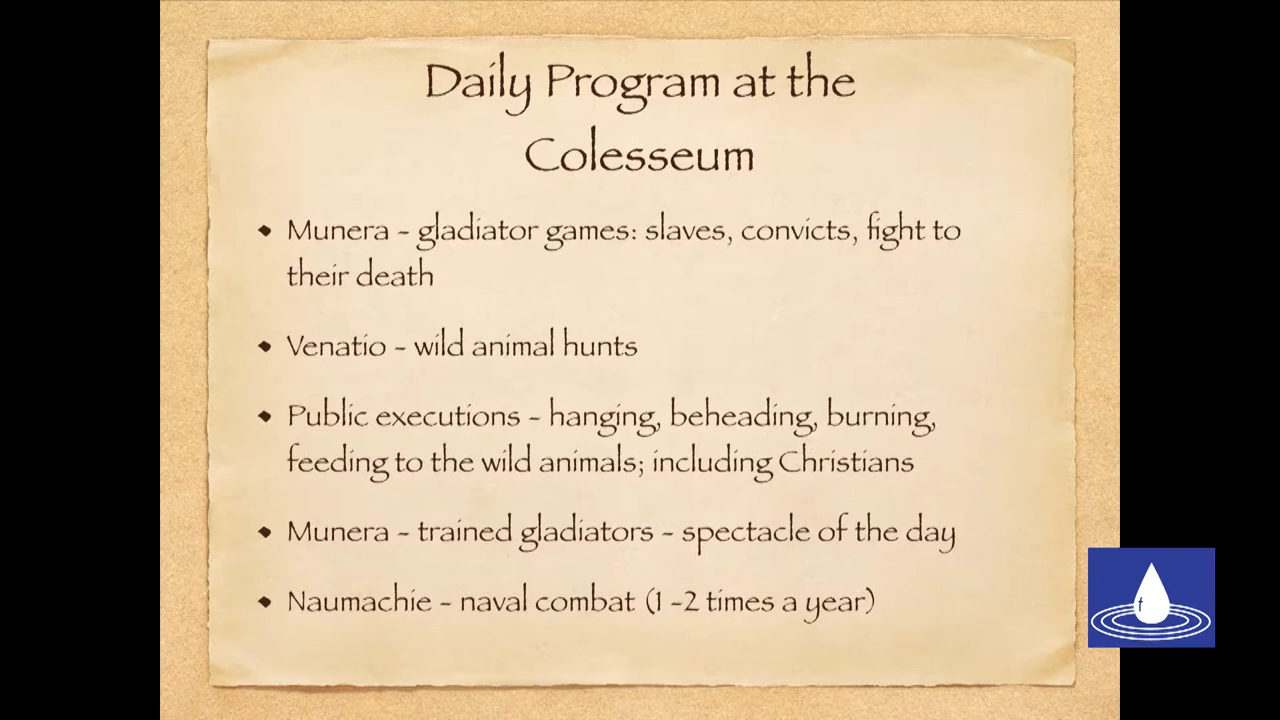 Daily Program at the
Colesseum
• Munera - gladiator games: slaves, convicts, fight to
their death
• Venatio - wild animal hunts
• Public executions - hanging, beheading, burning,
feeding to the wild animals; including Christians
• Munera - trained gladiators - spectacle of the day
• Naumachie - naval combat (1 -2 times a year)
f